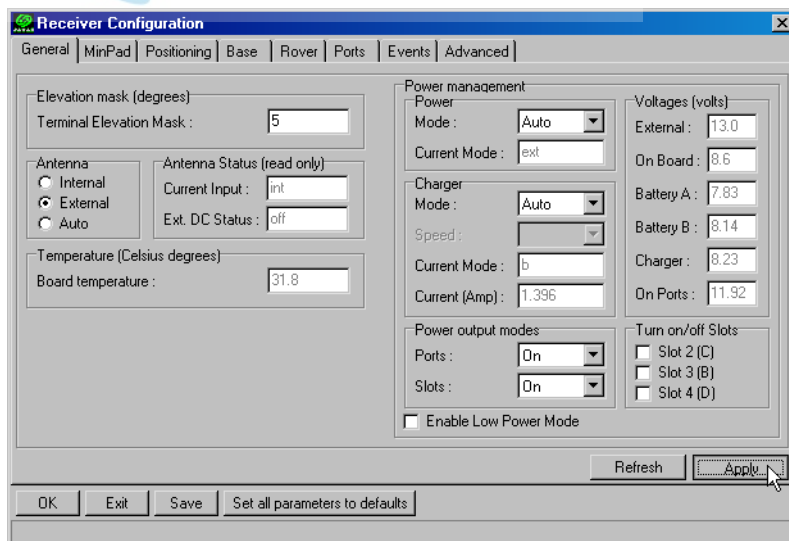 Receiver Configuration
General MinPad Positioning Base Rover Ports Events Advanced
Elevation mask (degrees)
Terminal Elevation Mask : 5
Antenna
Internal
External
Auto
Antenna Status (read only)
Current Input : int
Ext. DC Status : off
Temperature (Celsius degrees)
Board temperature : 31.8
Power management
Power
Mode : Auto
Current Mode : ext
Charger
Mode : Auto
Speed :
Current Mode : b
Current (Amp) : 1.396
Power output modes
Ports : On
Slots : On
Enable Low Power Mode
Voltages (volts)
External : 13.0
On Board : 8.6
Battery A : 7.83
Battery B : 8.14
Charger : 8.23
On Ports : 11.92
Turn on/off Slots
Slot 2 (C)
Slot 3 (B)
Slot 4 (D)
Refresh Apply
OK Exit Save Set all parameters to defaults